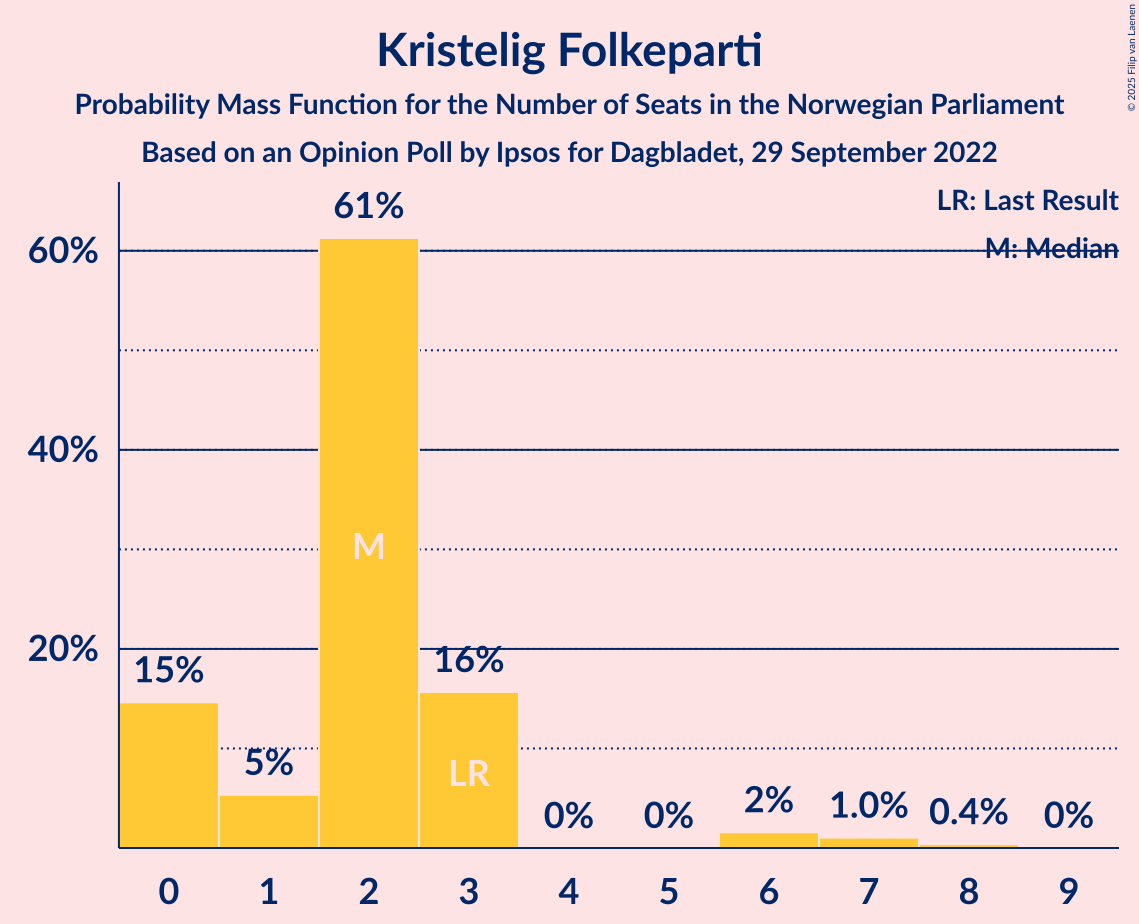 © 2025 Filip van Laenen
Kristelig Folkeparti
Probability Mass Function for the Number of Seats in the Norwegian Parliament
Based on an Opinion Poll by Ipsos for Dagbladet, 29 September 2022
LR: Last Result
M: Median
60%
40%
20%
15%
5%
61%
16%
0%
0%
2%
1.0%
0.4%
0%
M
LR
0 1 2 3 4 5 6 7 8 9